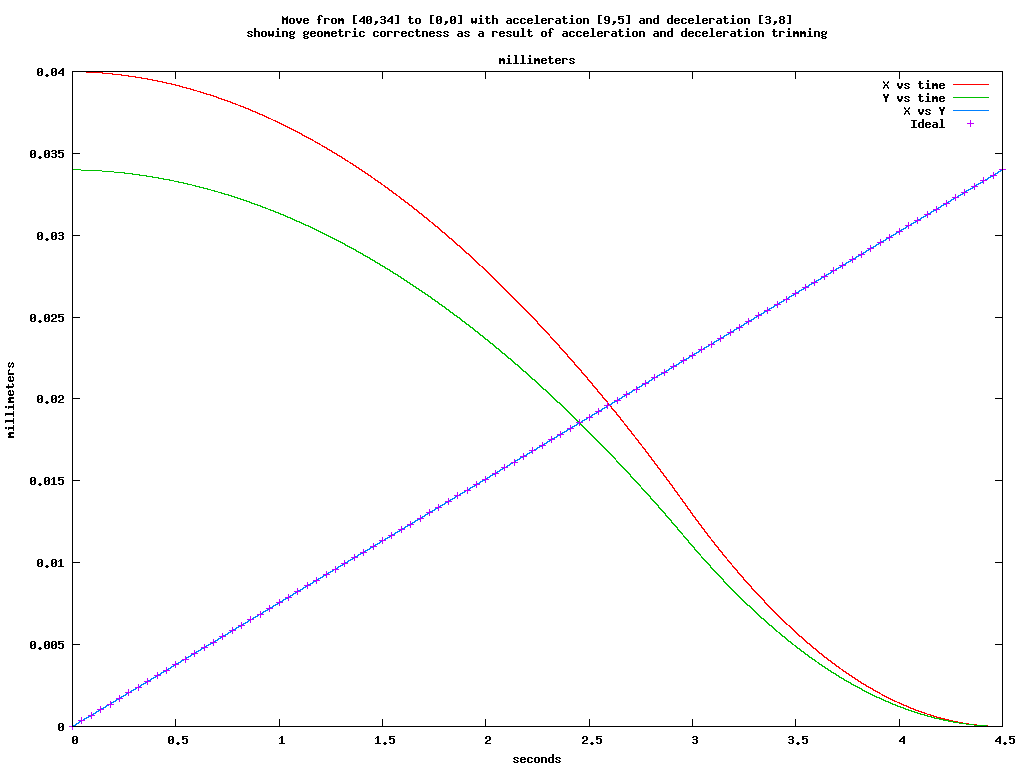 Move from [40,34] to [0,0] with acceleration [9,5] and deceleration [3,8]
showing geometric correctness as a result of acceleration and deceleration trimming
millimeters
X vs time
Y vs time
X vs Y
Ideal
0.04
0.035
0.03
0.025
0.02
0.015
0.01
0.005
0
millimeters
0 0.5 1 1.5 2 2.5 3 3.5 4 4.5
seconds